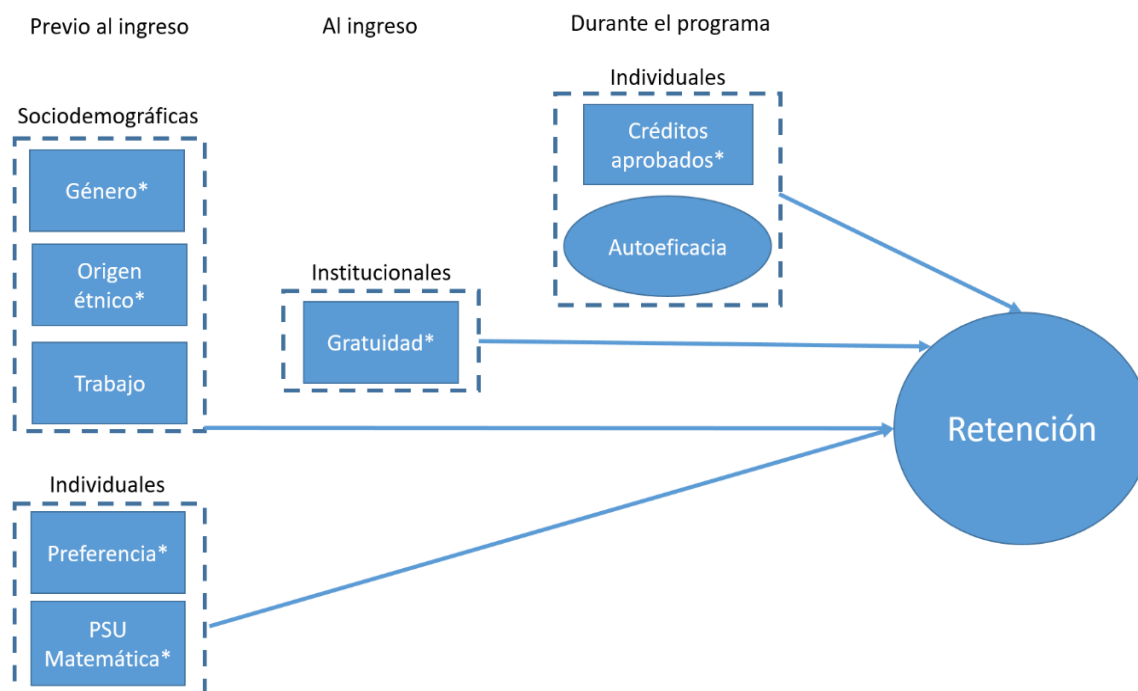 Previo al ingreso
Al ingreso
Durante el programa
Sociodemográficas
Género*
Origen
étnico*
Trabajo
Individuales
Preferencia*
PSU
Matemática*
Institucionales
Gratuidad*
Individuales
Créditos
aprobados*
Autoeficacia
Retención